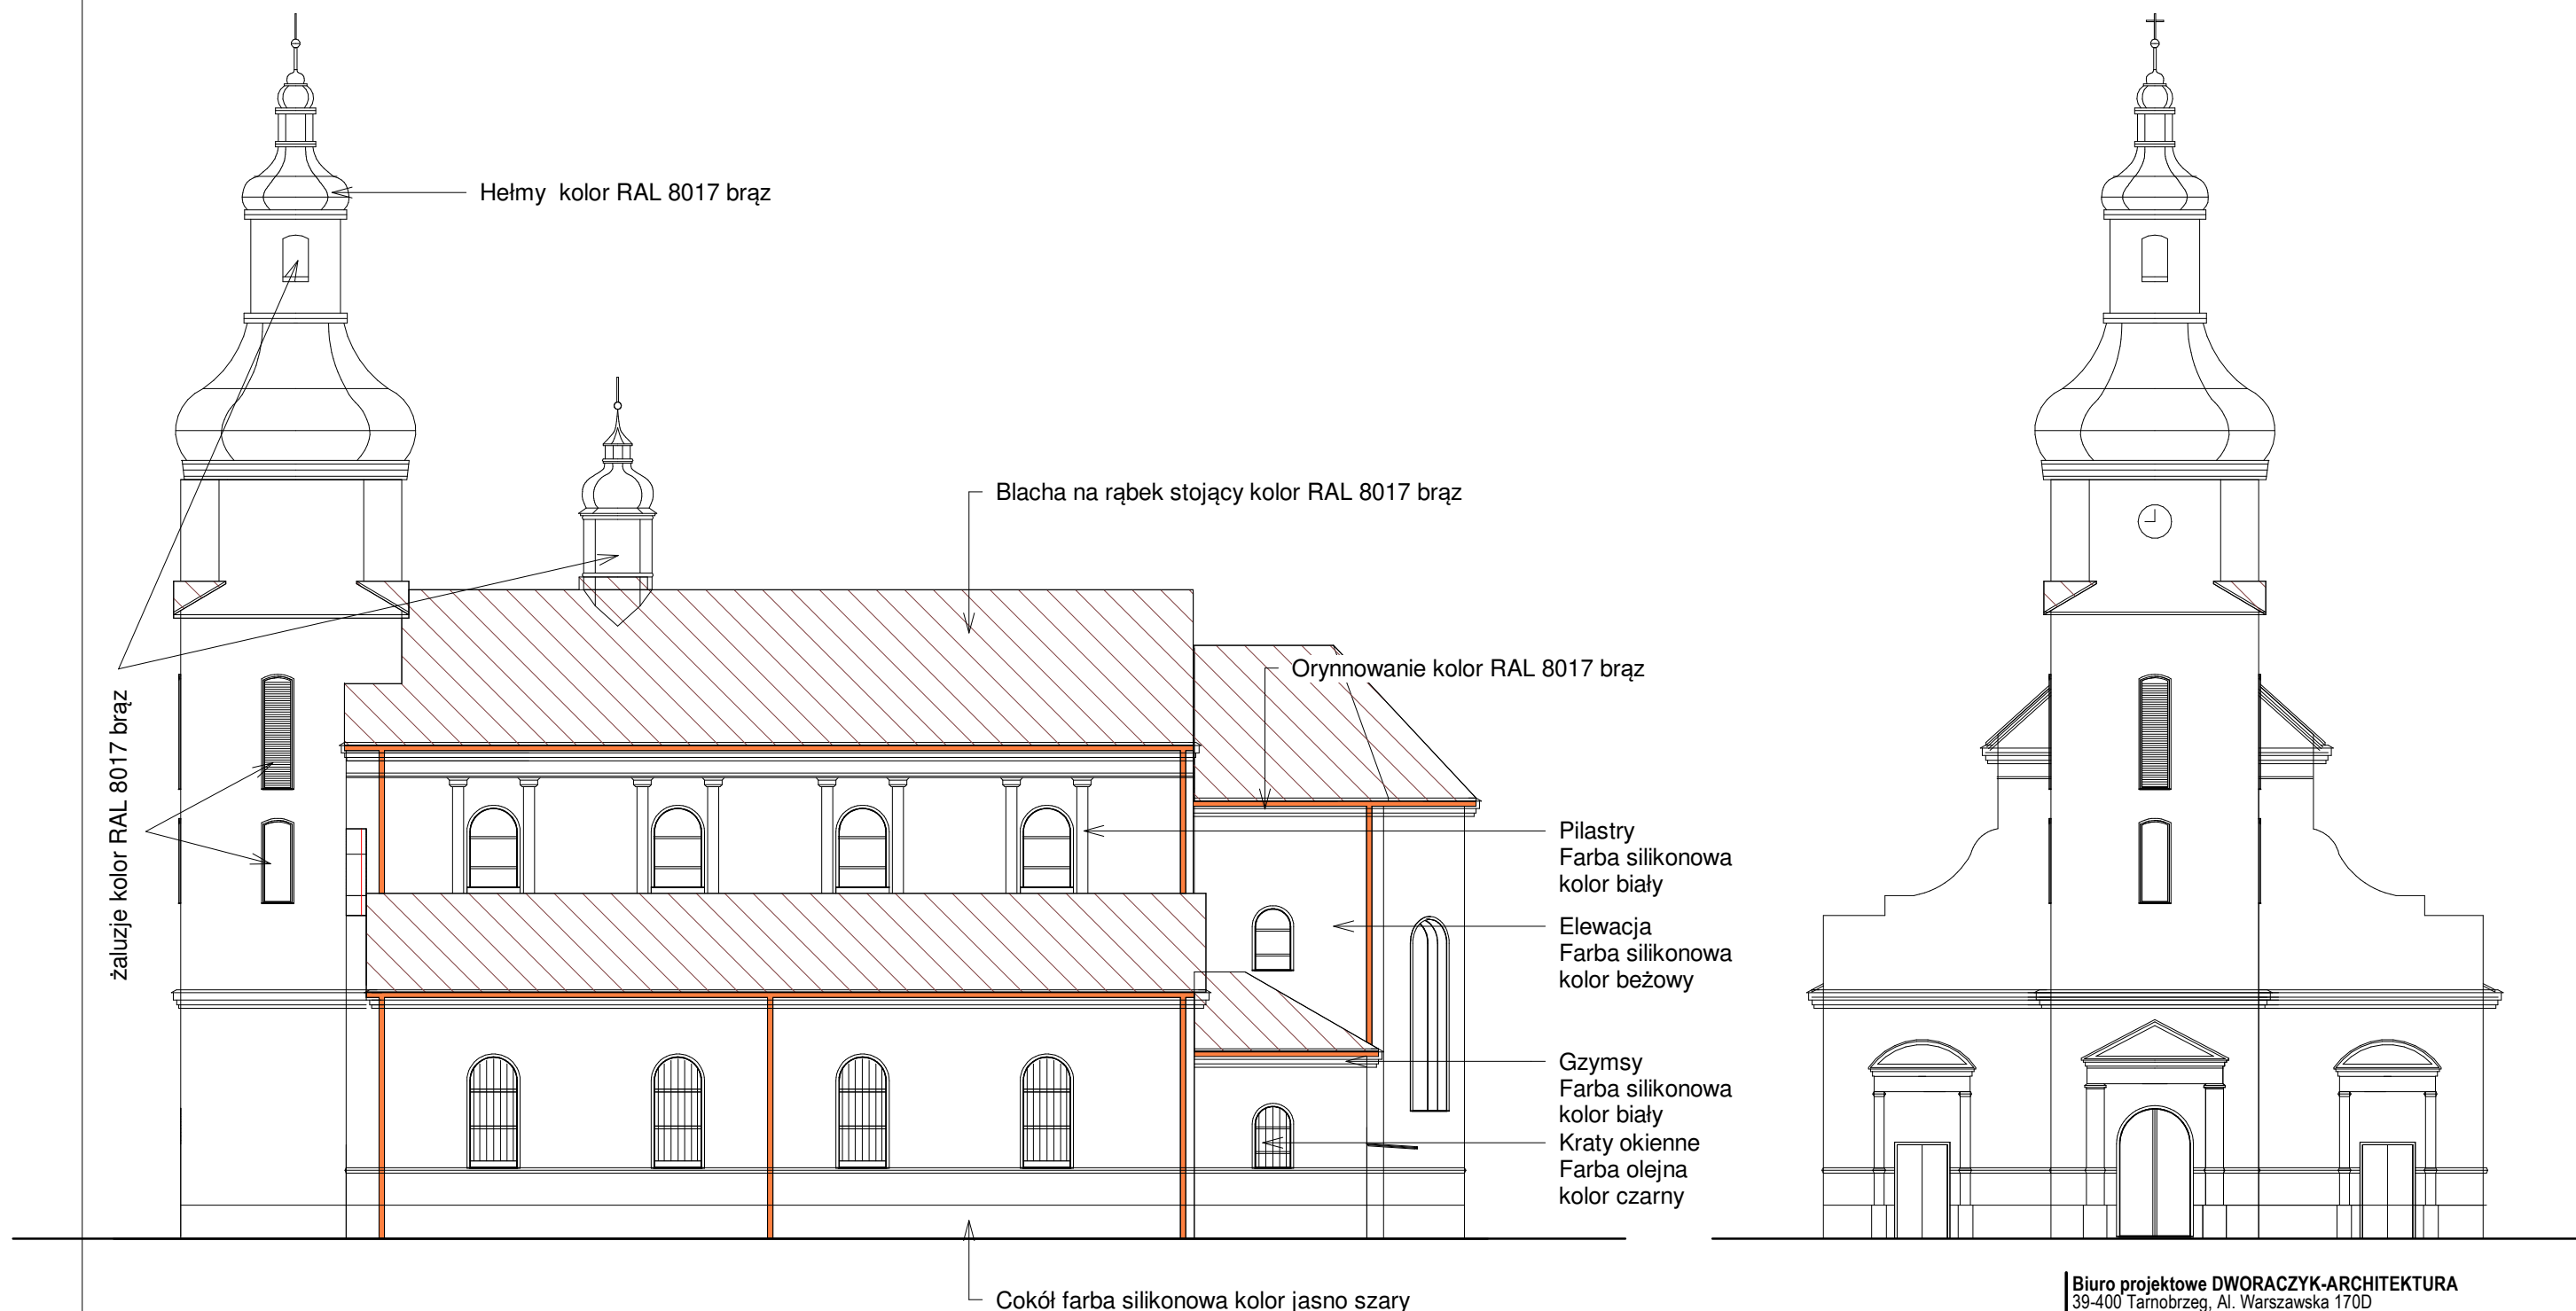 Hełmy kolor RAL 8017 brąz
Blacha na rąbek stojący kolor RAL 8017 brąz
Orynnowanie kolor RAL 8017 brąz
żaluzje kolor RAL 8017 brąz
Pilastry
Farba silikonowa
kolor biały
Elewacja
Farba silikonowa
kolor beżowy
Gzymsy
Farba silikonowa
kolor biały
Kraty okienne
Farba olejna
kolor czarny
Cokół farba silikonowa kolor jasno szary
Biuro projektowe DWORACZYK-ARCHITEKTURA
39-400 Tarnobrzeg, Al. Warszawska 170D